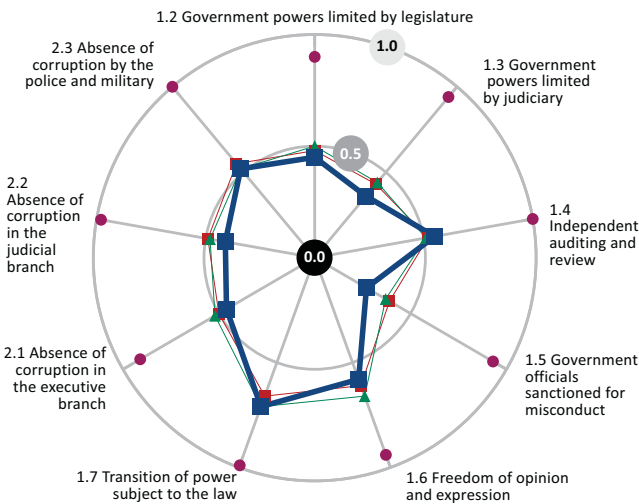 1.2 Government powers limited by legislature
1.0
2.3 Absence of
corruption by the
police and military
1.3 Government
powers limited
by judiciary
0.5
2.2
Absence of
corruption
in the
judicial
branch
1.4
Independent
auditing and
review
0.0
2.1 Absence of
corruption in
the executive
branch
1.5 Government
officials
sanctioned for
misconduct
1.7 Transition of power
subject to the law
1.6 Freedom of opinion
and expression